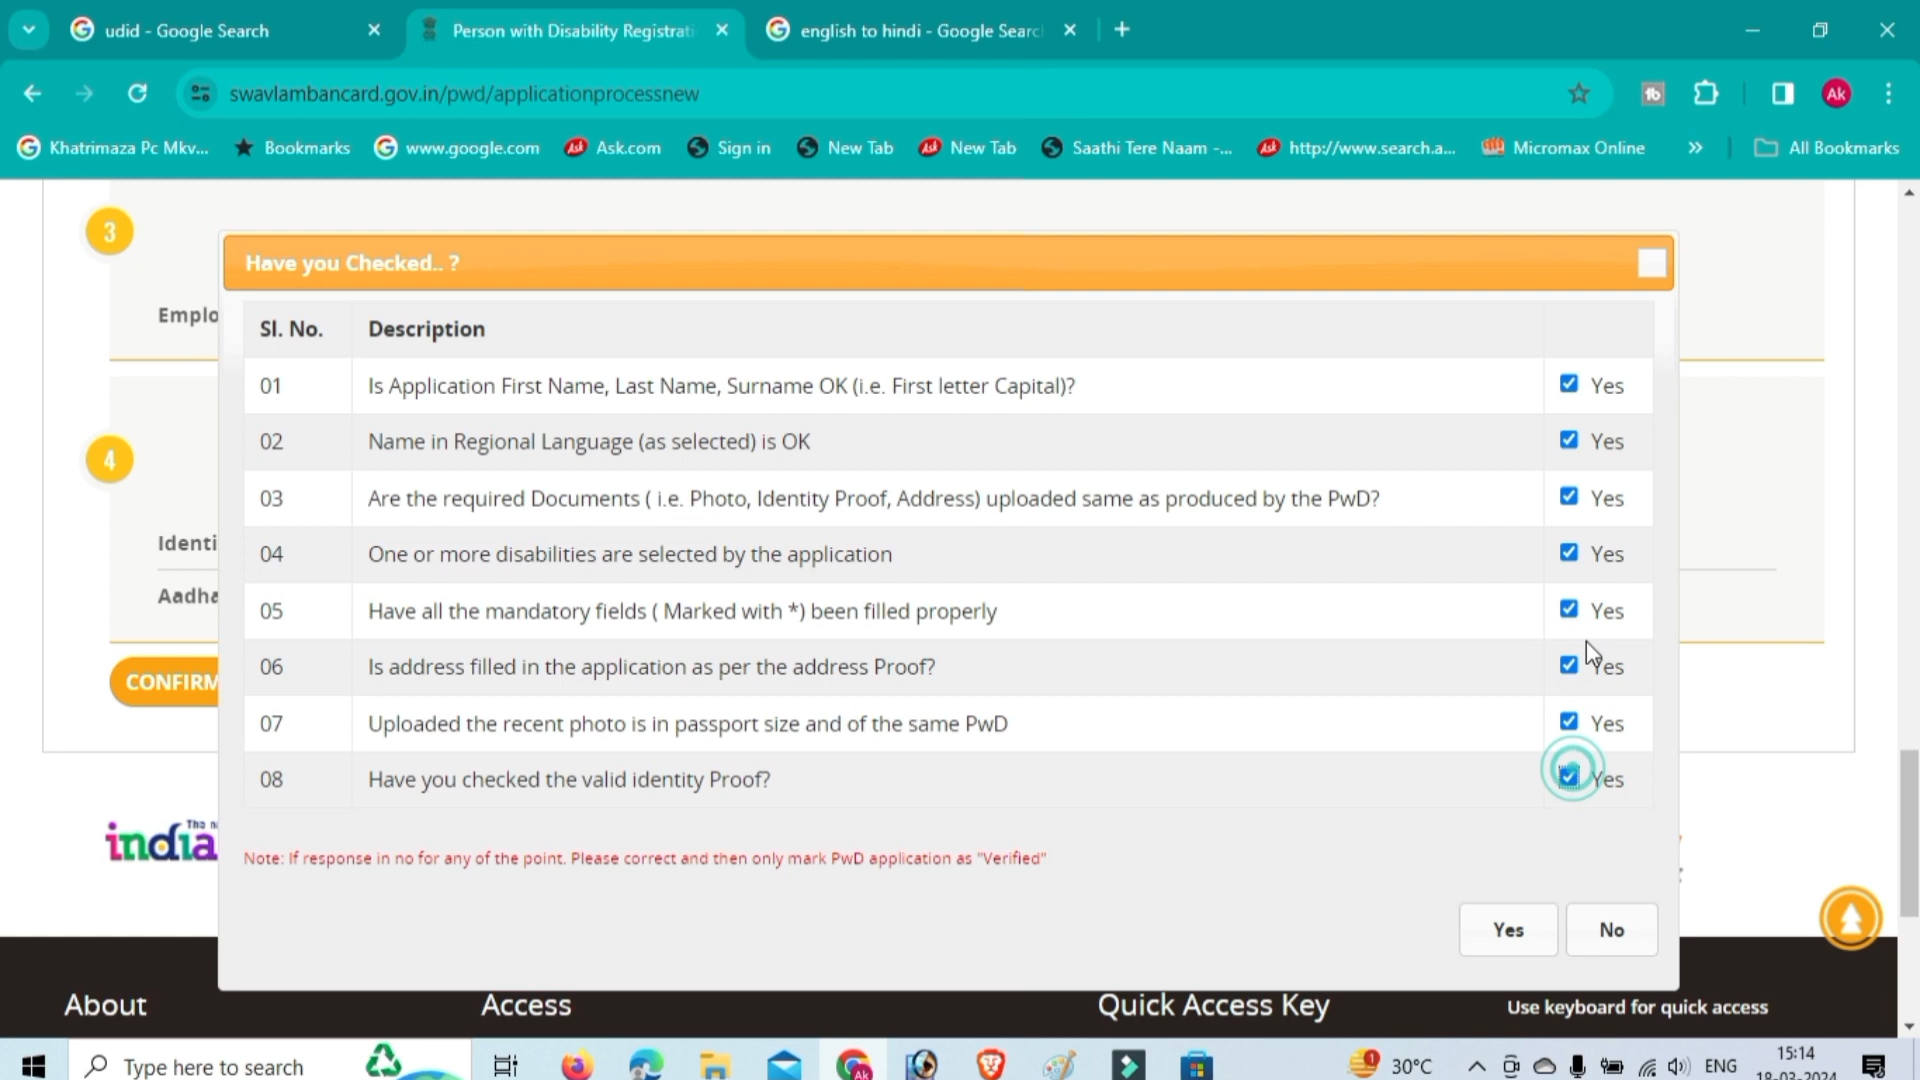 udid - Google Search
Person with Disability Registrati
english to hindi - Google Searc
swavlambancard.gov.in/pwd/applicationprocessnew
Ak
Khatrimaza Pc Mkv...
Bookmarks
www.google.com
Ask.com
Sign in
New Tab
New Tab
Saathi Tere Naam -...
http://www.search.a...
Micromax Online
All Bookmarks
3
Have you Checked.. ?
Emplo
Sl. No. Description
01 Is Application First Name, Last Name, Surname OK (i.e. First letter Capital)? Yes
02 Name in Regional Language (as selected) is OK Yes
4
03 Are the required Documents ( i.e. Photo, Identity Proof, Address) uploaded same as produced by the PwD? Yes
Identi
04 One or more disabilities are selected by the application Yes
Aadha
05 Have all the mandatory fields ( Marked with *) been filled properly Yes
06 Is address filled in the application as per the address Proof? Yes
CONFIRM
07 Uploaded the recent photo is in passport size and of the same PwD Yes
08 Have you checked the valid identity Proof? Yes
india
Note: If response in no for any of the point. Please correct and then only mark PwD application as "Verified"
Yes No
About
Access
Quick Access Key
Use keyboard for quick access
Type here to search
30°C
ENG
15:14
18-03-2024